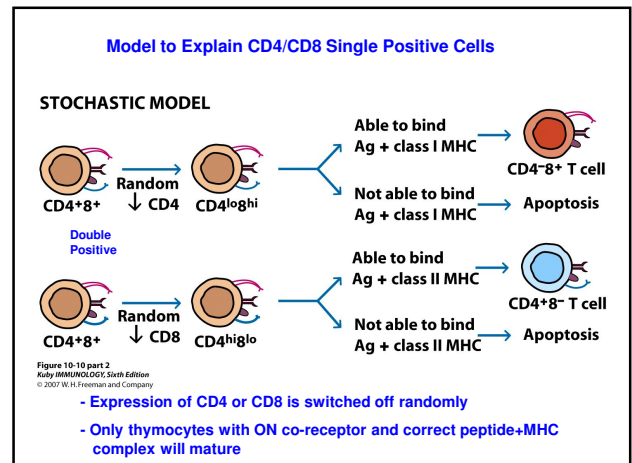 Model to Explain CD4/CD8 Single Positive Cells
STOCHASTIC MODEL
CD4+8+
Random
↓ CD4
CD4lo8hi
Able to bind
Ag + class I MHC
CD4–8+ T cell
Not able to bind
Ag + class I MHC
Apoptosis
Double
Positive
CD4+8+
Random
↓ CD8
CD4hi8lo
Able to bind
Ag + class II MHC
CD4+8– T cell
Not able to bind
Ag + class II MHC
Apoptosis
Figure 10-10 part 2
Kuby IMMUNOLOGY, Sixth Edition
© 2007 W. H. Freeman and Company
- Expression of CD4 or CD8 is switched off randomly
- Only thymocytes with ON co-receptor and correct peptide+MHC
complex will mature